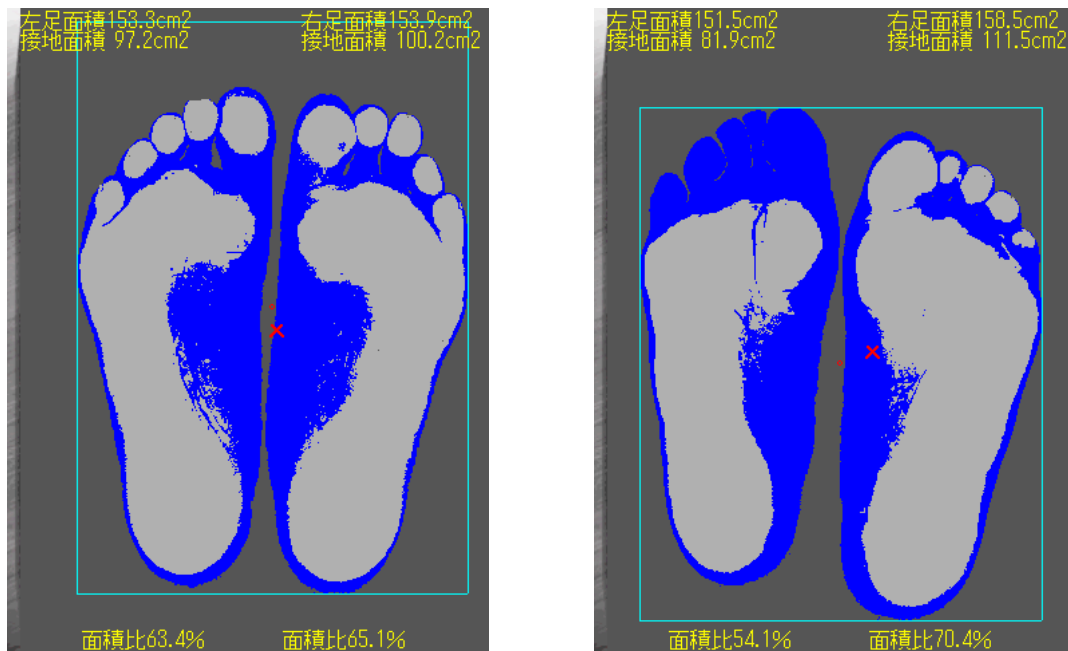 左足面積153.3cm2 右足面積153.9cm2
接地面積 97.2cm2 接地面積 100.2cm2
面積比63.4% 面積比65.1%
左足面積151.5cm2 右足面積158.5cm2
接地面積 81.9cm2 接地面積 111.5cm2
面積比54.1% 面積比70.4%